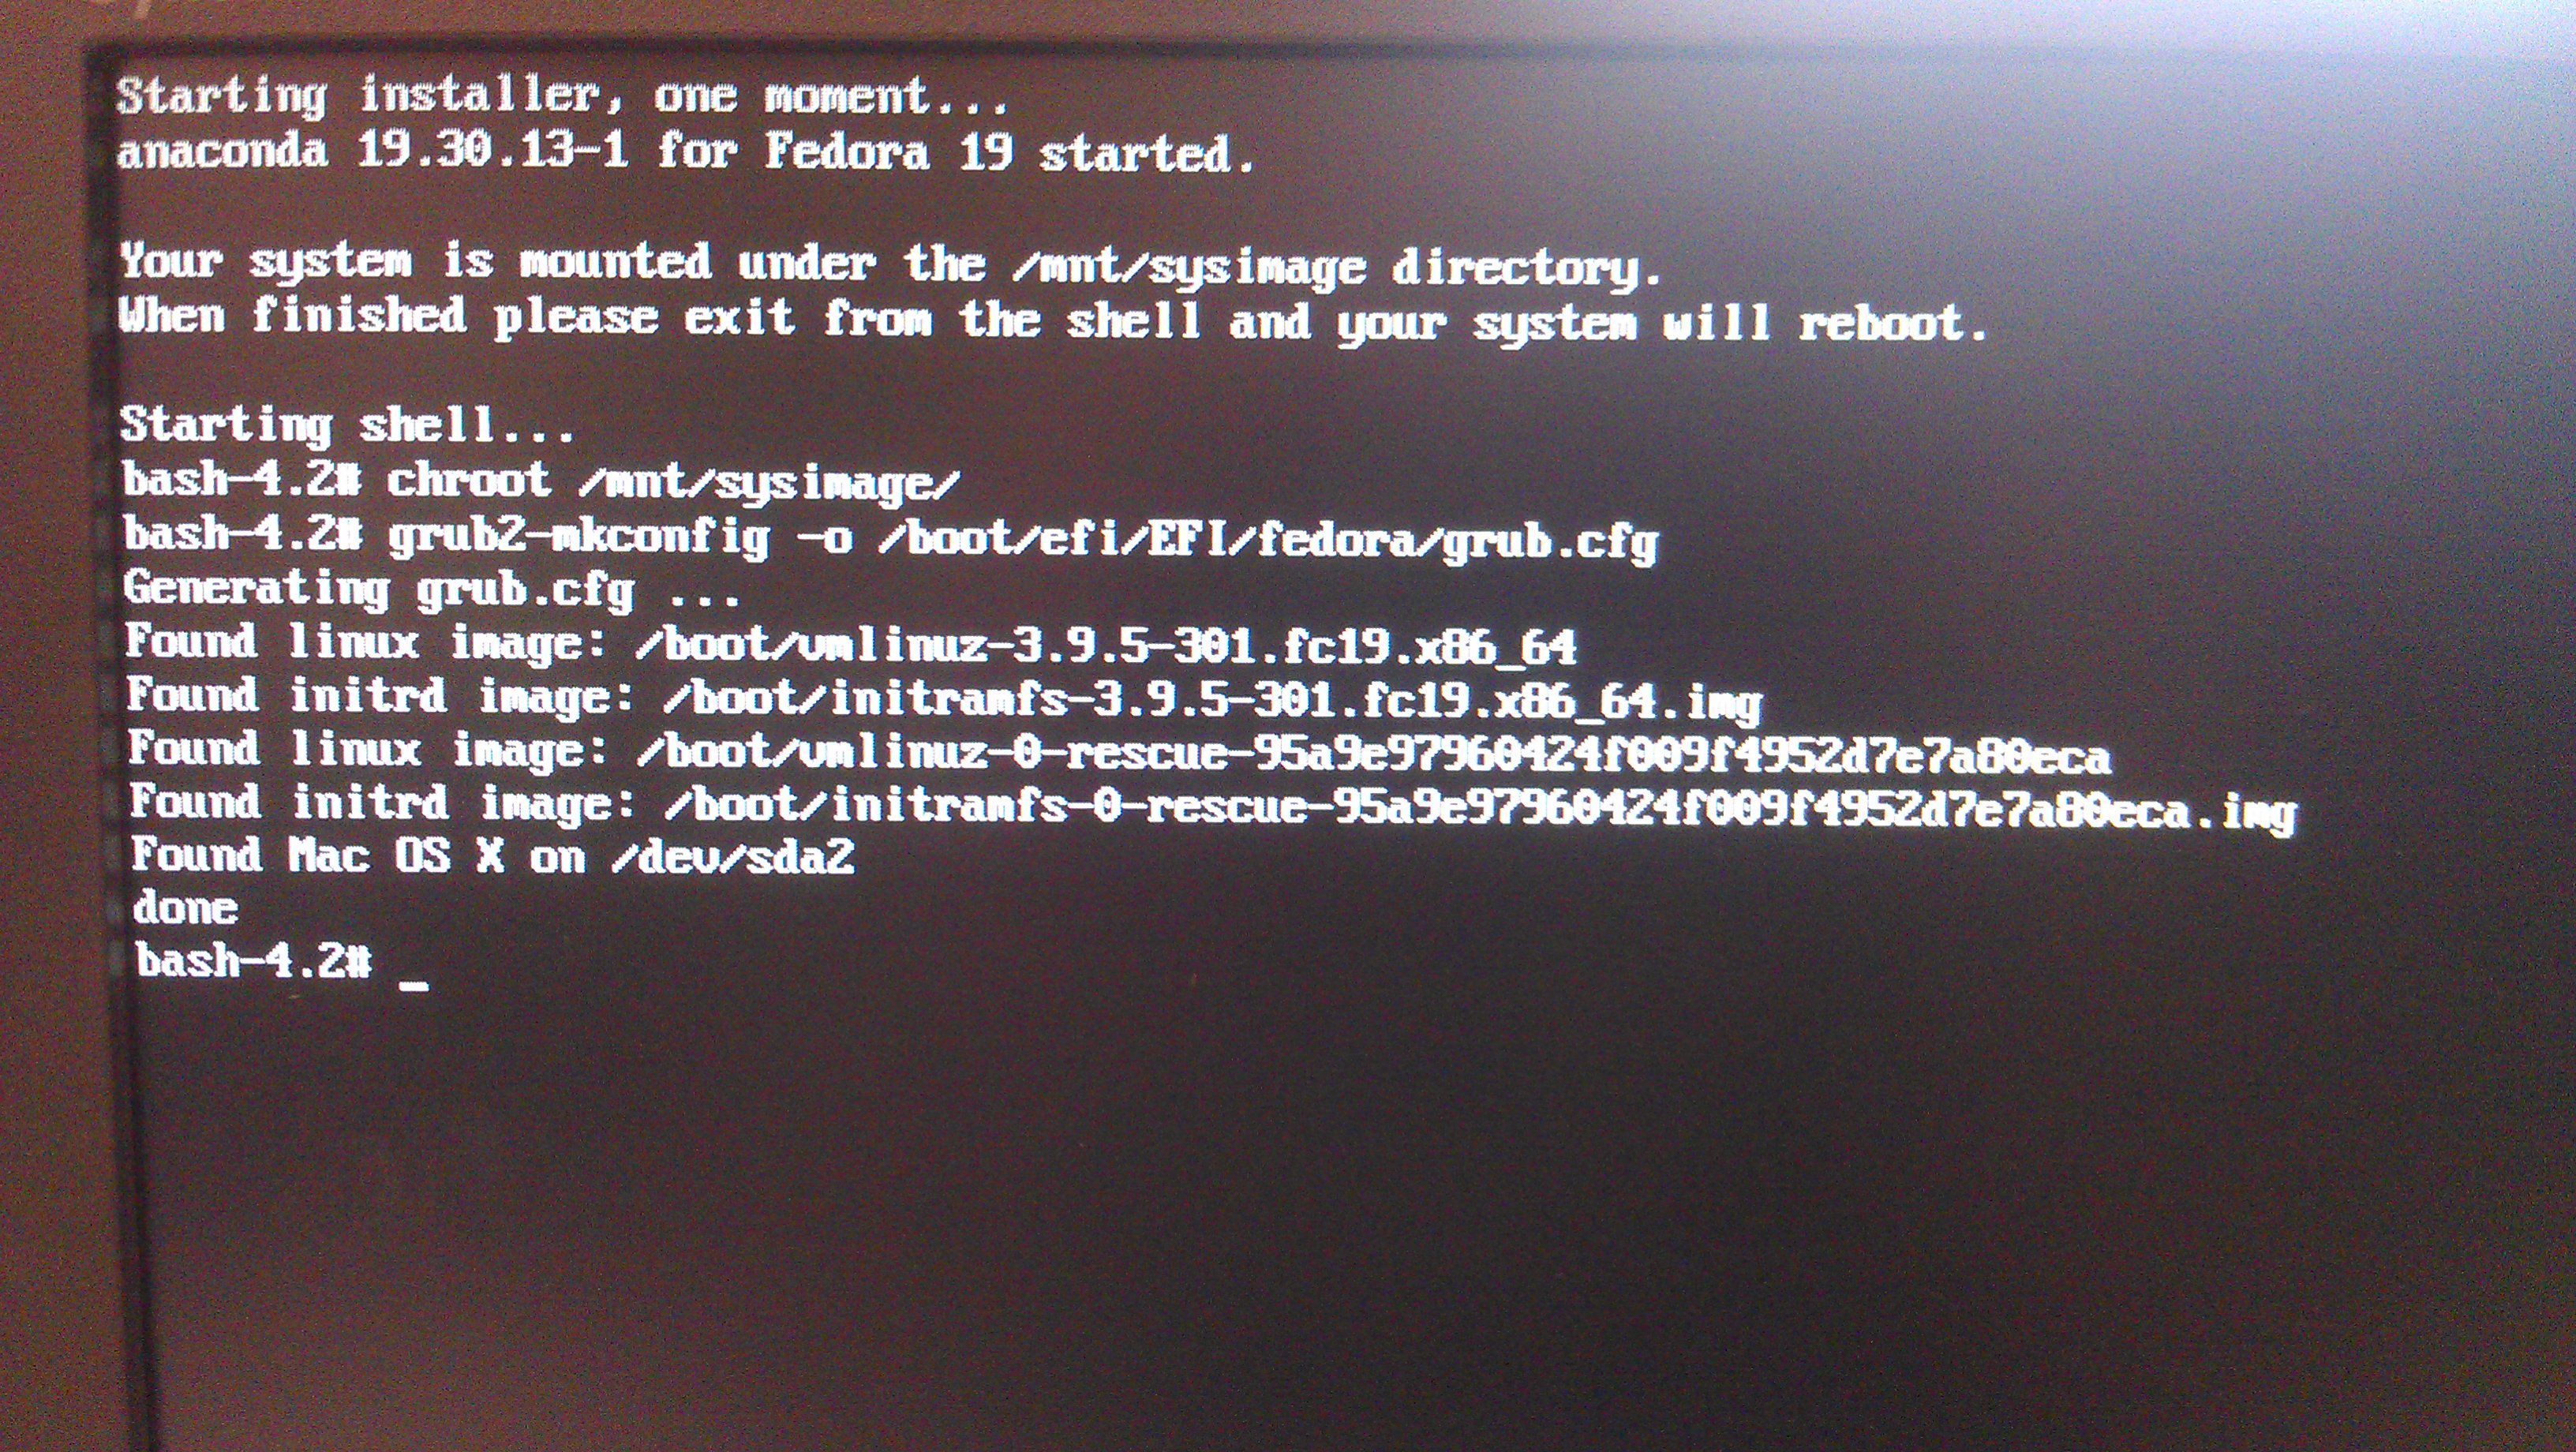 Starting installer, one moment...
anaconda 19.30.13-1 for Fedora 19 started.
Your system is mounted under the /mnt/sysimage directory.
When finished please exit from the shell and your system will reboot.
Starting shell...
bash-4.2# chroot /mnt/sysimage/
bash-4.2# grub2-mkconfig -o /boot/efi/EFI/fedora/grub.cfg
Generating grub.cfg ...
Found linux image: /boot/vmlinuz-3.9.5-301.fc19.x86_64
Found initrd image: /boot/initramfs-3.9.5-301.fc19.x86_64.img
Found linux image: /boot/vmlinuz-0-rescue-95a9e97960424f009f4952d7e7a80eca
Found initrd image: /boot/initramfs-0-rescue-95a9e97960424f009f4952d7e7a80eca.img
Found Mac OS X on /dev/sda2
done
bash-4.2# _